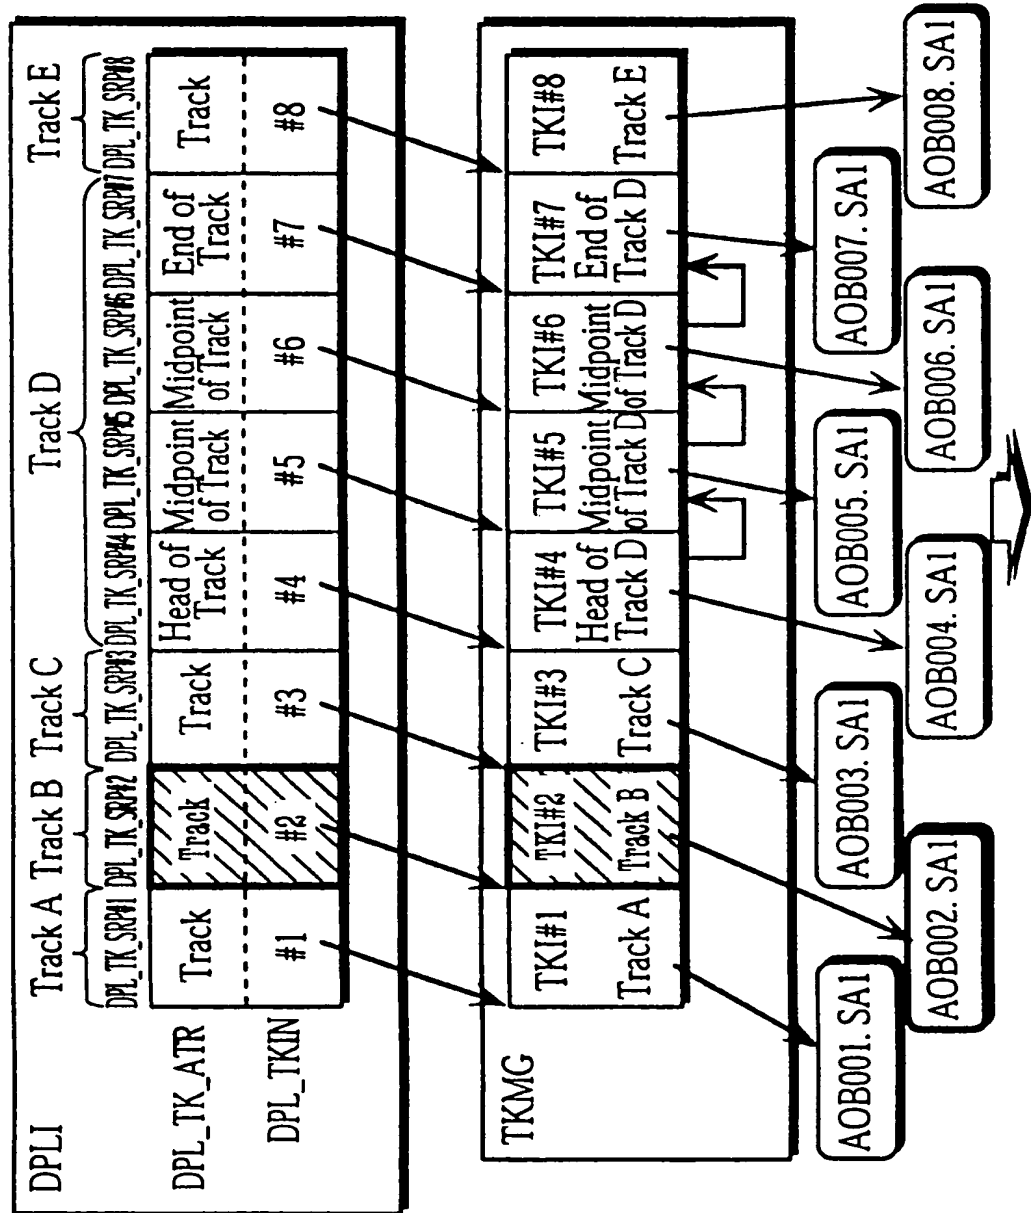 DPLI
Track A
Track B
Track C
Track D
Track E
DPL_TK_SRP#1
DPL_TK_SRP#2
DPL_TK_SRP#3
DPL_TK_SRP#4
DPL_TK_SRP#5
DPL_TK_SRP#6
DPL_TK_SRP#7
DPL_TK_SRP#8
DPL_TK_ATR
Track
Track
Track
Head of
Track
Midpoint
of Track
Midpoint
of Track
End of
Track
Track
DPL_TKIN
#1
#2
#3
#4
#5
#6
#7
#8
TKMG
TKI#1
Track A
TKI#2
Track B
TKI#3
Track C
TKI#4
Head of
Track D
TKI#5
Midpoint
of Track D
TKI#6
Midpoint
of Track D
TKI#7
End of
Track D
TKI#8
Track E
AOB001. SA1
AOB002. SA1
AOB003. SA1
AOB004. SA1
AOB005. SA1
AOB006. SA1
AOB007. SA1
AOB008. SA1